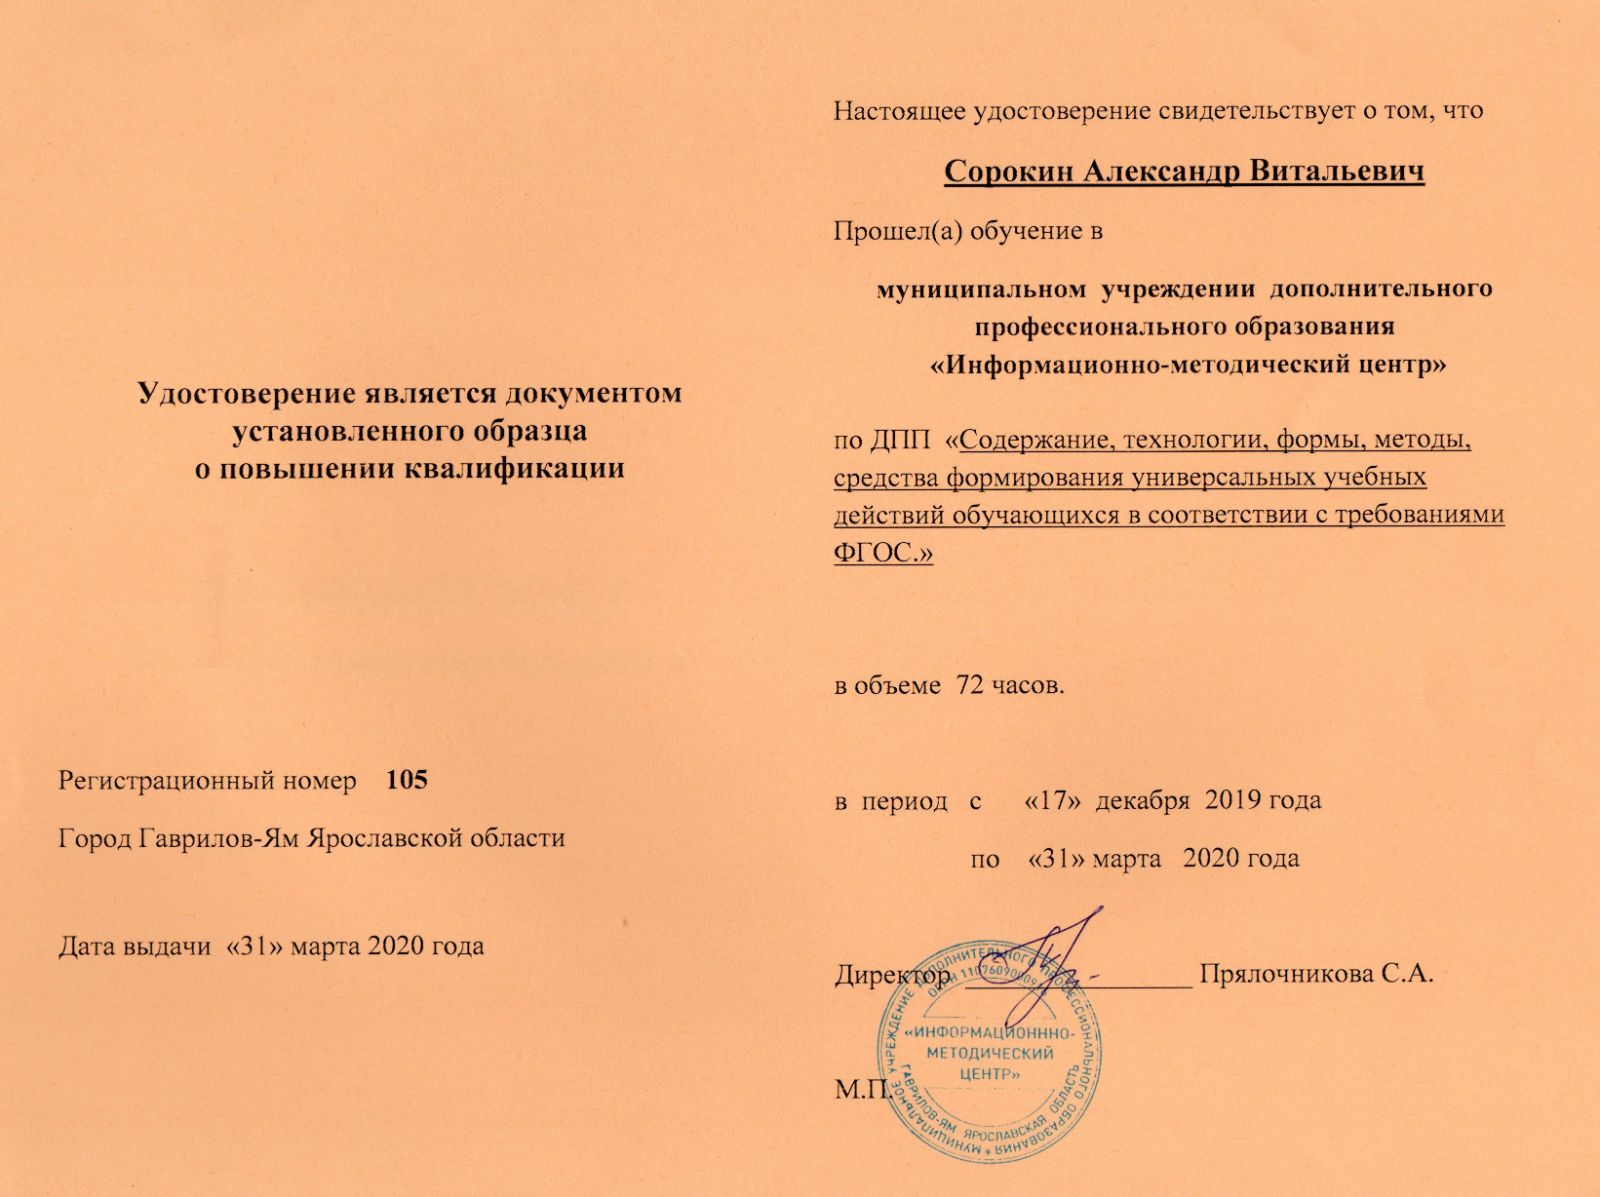 Удостоверение является документом
установленного образца
о повышении квалификации
Регистрационный номер 105
Город Гаврилов-Ям Ярославской области
Дата выдачи «31» марта 2020 года
Настоящее удостоверение свидетельствует о том, что
Сорокин Александр Витальевич
Прошел(а) обучение в
муниципальном учреждении дополнительного
профессионального образования
«Информационно-методический центр»
по ДПП «Содержание, технологии, формы, методы,
средства формирования универсальных учебных
действий обучающихся в соответствии с требованиями
ФГОС.»
в объеме 72 часов.
в период с «17» декабря 2019 года
по «31» марта 2020 года
Директор Прялочникова С.А.
М.П.
МУНИЦИПАЛЬНОЕ УЧРЕЖДЕНИЕ ДОПОЛНИТЕЛЬНОГО ПРОФЕССИОНАЛЬНОГО ОБРАЗОВАНИЯ *
ОГРН
«ИНФОРМАЦИОНННО-
МЕТОДИЧЕСКИЙ
ЦЕНТР»
ГАВРИЛОВ-ЯМ ЯРОСЛАВСКАЯ ОБЛАСТЬ